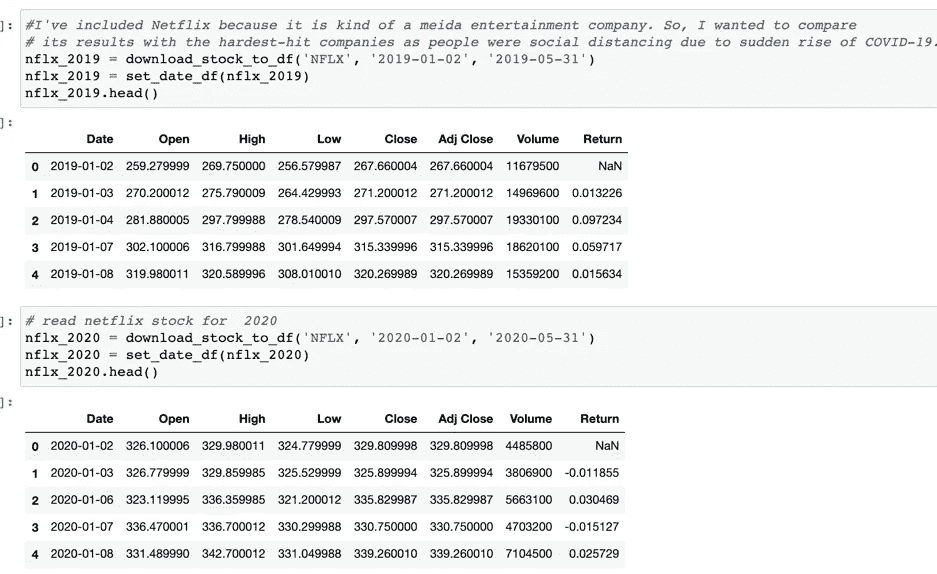 ]: #I've included Netflix because it is kind of a meida entertainment company. So, I wanted to compare
# its results with the hardest-hit companies as people were social distancing due to sudden rise of COVID-19.
nflx_2019 = download_stock_to_df('NFLX', '2019-01-02', '2019-05-31')
nflx_2019 = set_date_df(nflx_2019)
nflx_2019.head()
]:
Date Open High Low Close Adj Close Volume Return
0 2019-01-02 259.279999 269.750000 256.579987 267.660004 267.660004 11679500 NaN
1 2019-01-03 270.200012 275.790009 264.429993 271.200012 271.200012 14969600 0.013226
2 2019-01-04 281.880005 297.799988 278.540009 297.570007 297.570007 19330100 0.097234
3 2019-01-07 302.100006 316.799988 301.649994 315.339996 315.339996 18620100 0.059717
4 2019-01-08 319.980011 320.589996 308.010010 320.269989 320.269989 15359200 0.015634
]: # read netflix stock for  2020
nflx_2020 = download_stock_to_df('NFLX', '2020-01-02', '2020-05-31')
nflx_2020 = set_date_df(nflx_2020)
nflx_2020.head()
]:
Date Open High Low Close Adj Close Volume Return
0 2020-01-02 326.100006 329.980011 324.779999 329.809998 329.809998 4485800 NaN
1 2020-01-03 326.779999 329.859985 325.529999 325.899994 325.899994 3806900 -0.011855
2 2020-01-06 323.119995 336.359985 321.200012 335.829987 335.829987 5663100 0.030469
3 2020-01-07 336.470001 336.700012 330.299988 330.750000 330.750000 4703200 -0.015127
4 2020-01-08 331.489990 342.700012 331.049988 339.260010 339.260010 7104500 0.025729